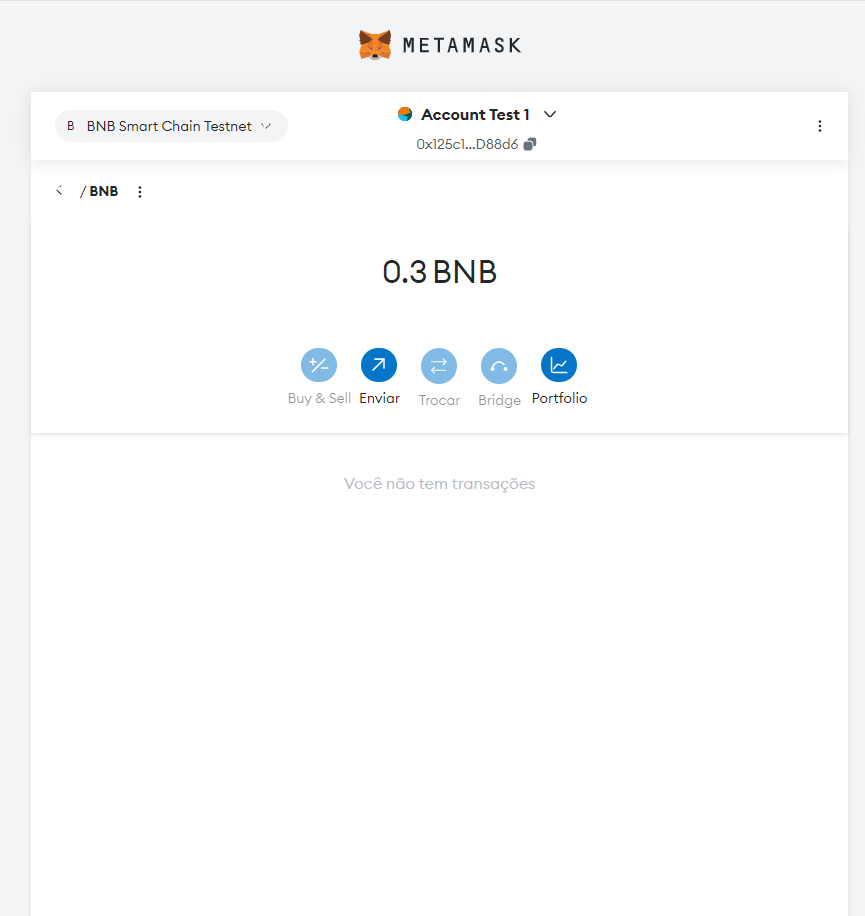 METAMASK
B BNB Smart Chain Testnet
Account Test 1
0x125c1...D88d6
/ BNB
0.3 BNB
Buy & Sell Enviar Trocar Bridge Portfolio
Você não tem transações